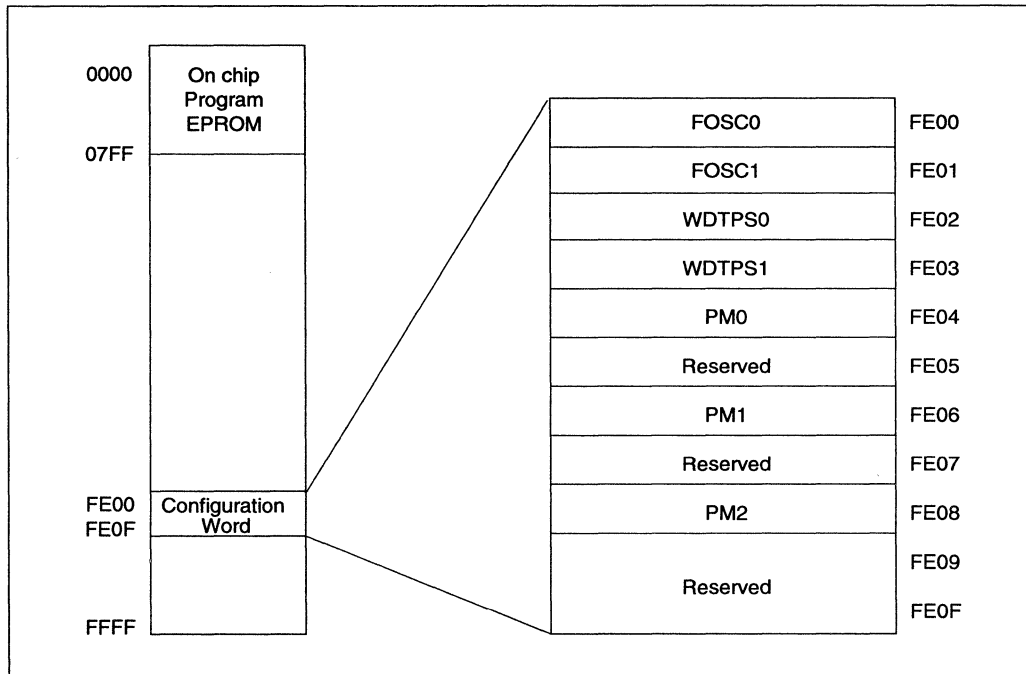 0000
On chip
Program
EPROM
07FF
FE00
Configuration
Word
FE0F
FFFF
FOSC0 FE00
FOSC1 FE01
WDTPS0 FE02
WDTPS1 FE03
PM0 FE04
Reserved FE05
PM1 FE06
Reserved FE07
PM2 FE08
FE09
Reserved
FE0F